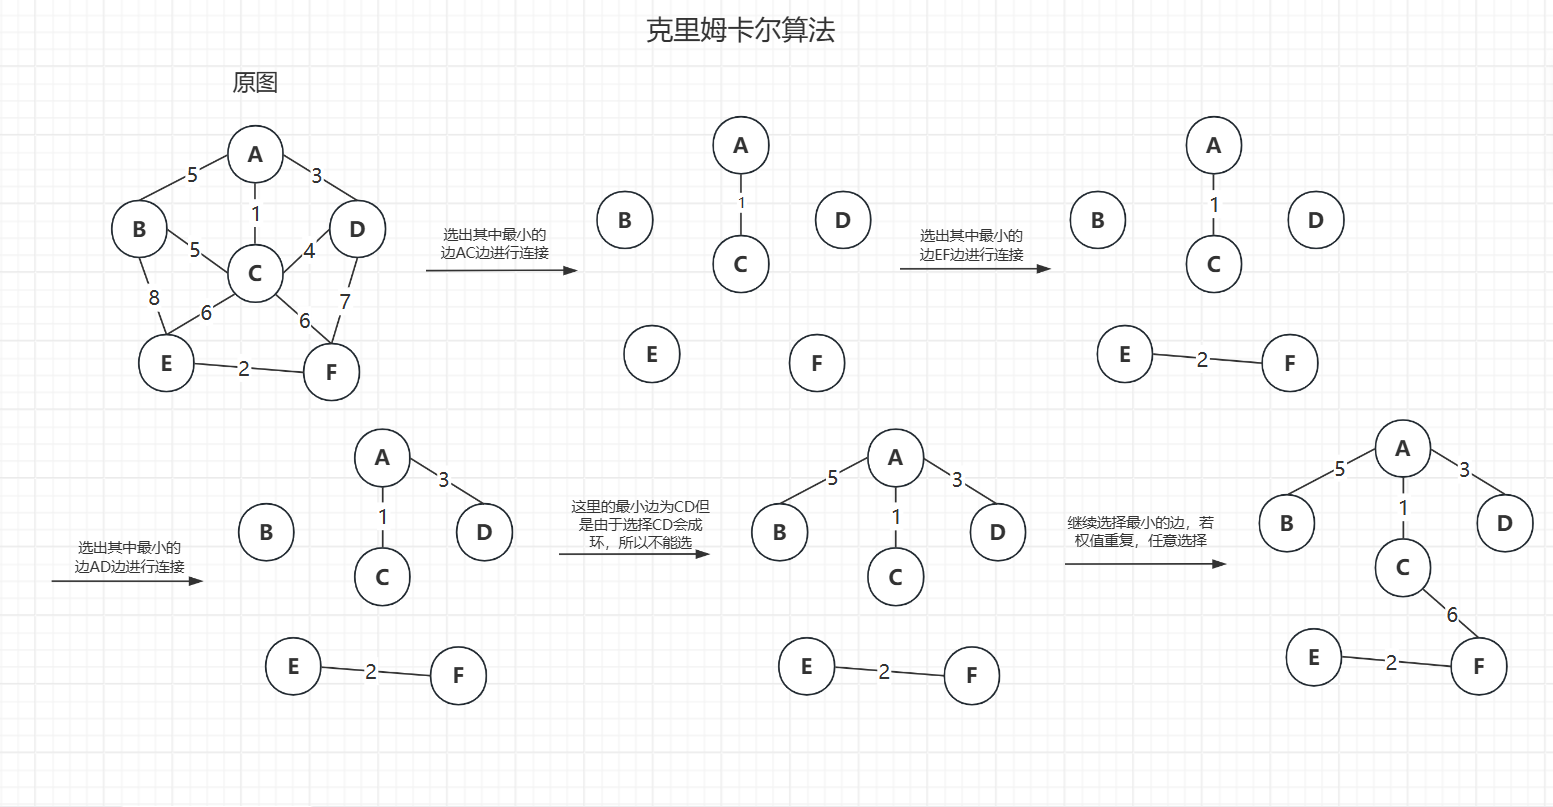 克里姆卡尔算法
原图
A
5
3
1
B
D
5
4
C
8
6
6
7
E
2
F
选出其中最小的
边AC边进行连接
A
1
B
D
C
E
F
选出其中最小的
边EF边进行连接
A
1
B
D
C
E
2
F
选出其中最小的
边AD边进行连接
A
3
1
B
D
C
E
2
F
这里的最小边为CD但
是由于选择CD会成
环，所以不能选
A
5
3
1
B
D
C
E
2
F
继续选择最小的边，若
权值重复，任意选择
A
5
3
1
B
D
C
6
E
2
F